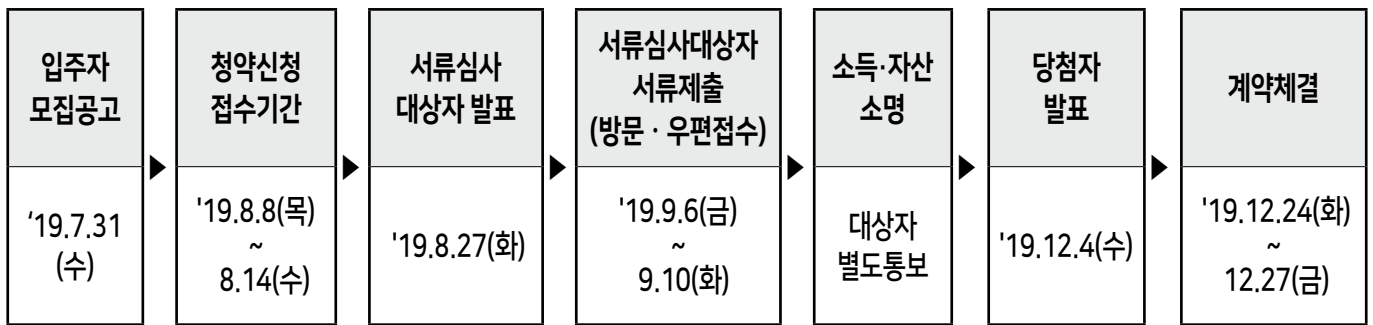 입주자
모집공고
'19.7.31
(수)
▶
청약신청
접수기간
'19.8.8(목)
~
8.14(수)
▶
서류심사
대상자 발표
'19.8.27(화)
▶
서류심사대상자
서류제출
(방문 · 우편접수)
'19.9.6(금)
~
9.10(화)
▶
소득·자산
소명
대상자
별도통보
▶
당첨자
발표
'19.12.4(수)
▶
계약체결
'19.12.24(화)
~
12.27(금)